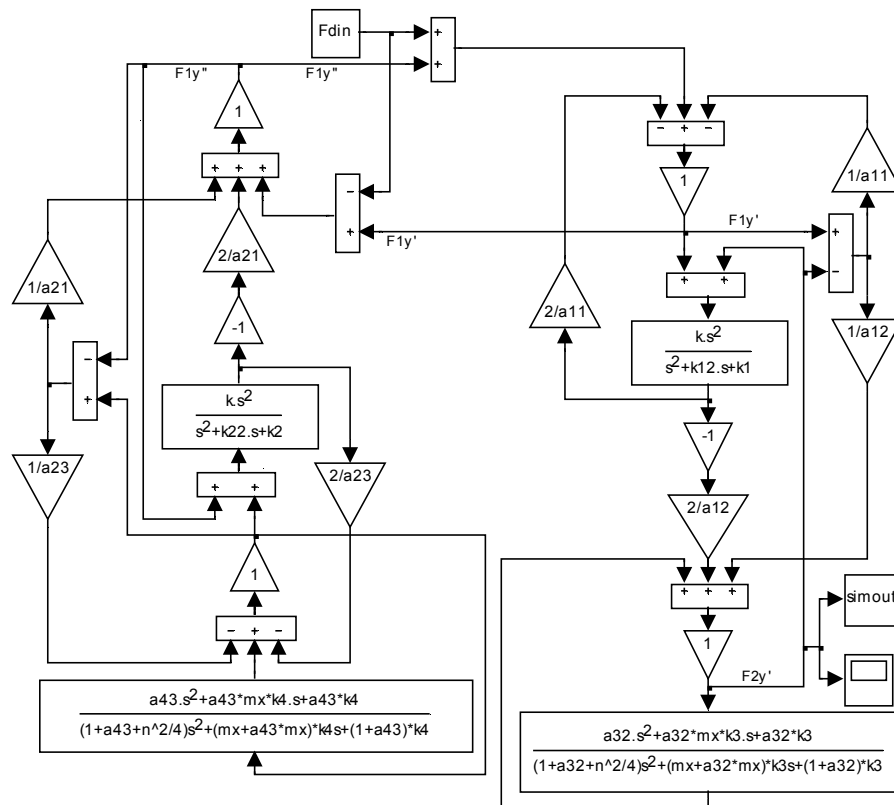 Fdin
+
+
F1y"
F1y"
1
− + −
1/a11
1
+ + +
−
+
F1y'
F1y'
+
−
1/a21
2/a21
+ +
2/a11
1/a12
-1
k.s²
s²+k12.s+k1
−
+
k.s²
s²+k22.s+k2
-1
1/a23
2/a23
+ +
2/a12
1
+ + +
simout
− + −
1
F2y'
a43.s²+a43*mx*k4.s+a43*k4
(1+a43+n^2/4)s²+(mx+a43*mx)*k4s+(1+a43)*k4
a32.s²+a32*mx*k3.s+a32*k3
(1+a32+n^2/4)s²+(mx+a32*mx)*k3s+(1+a32)*k3